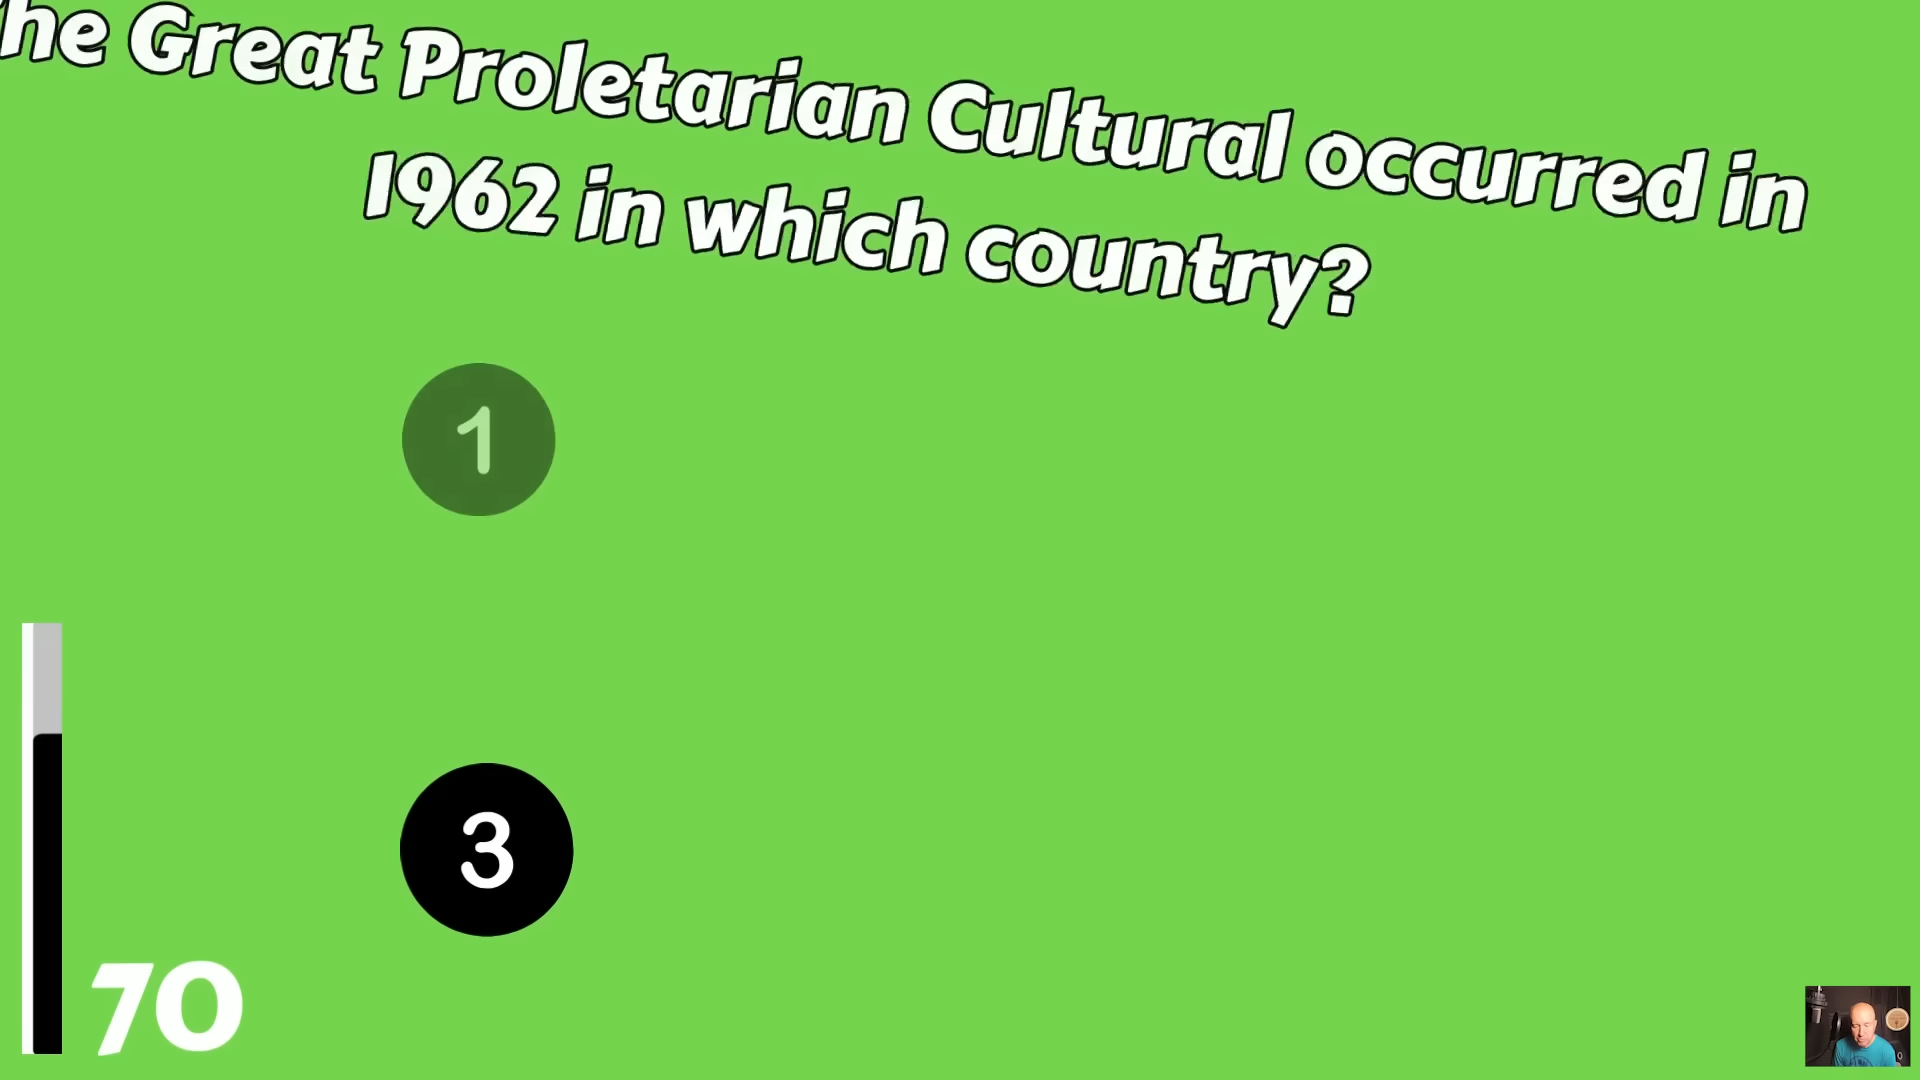 he Great Proletarian Cultural occurred in
1962 in which country?
1
3
70